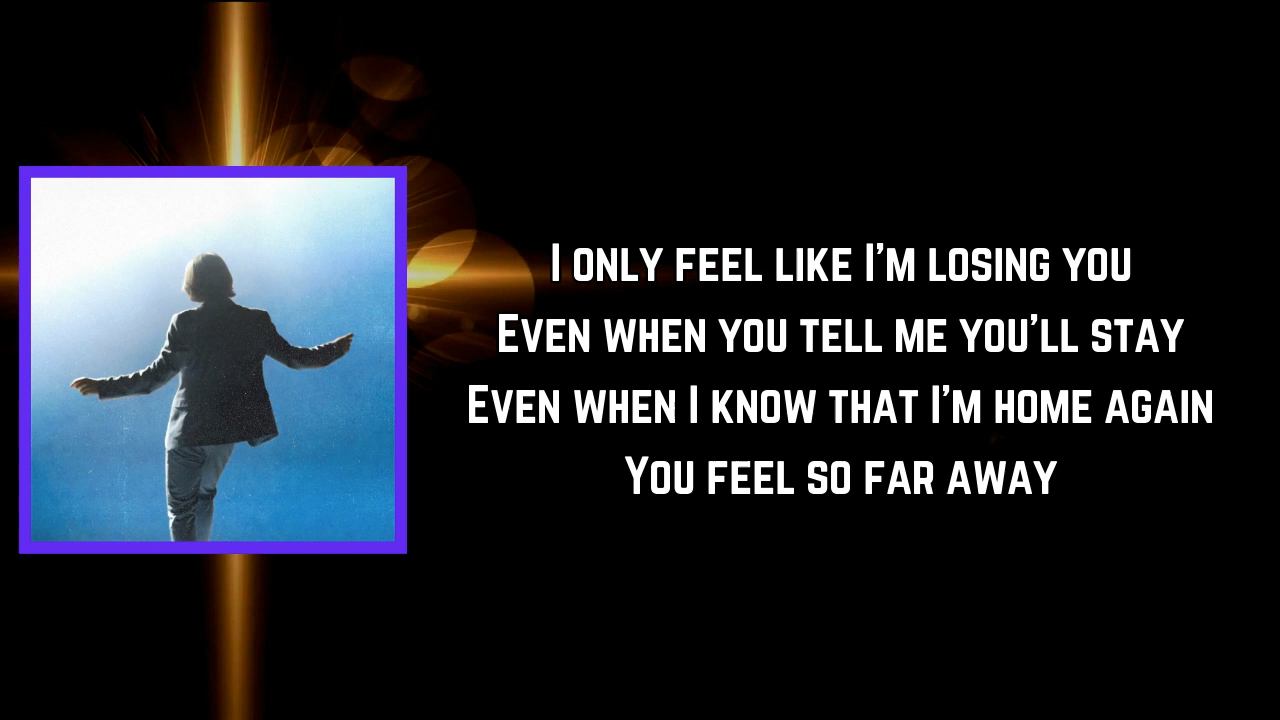 I only feel like I'm losing you
Even when you tell me you'll stay
Even when I know that I'm home again
You feel so far away